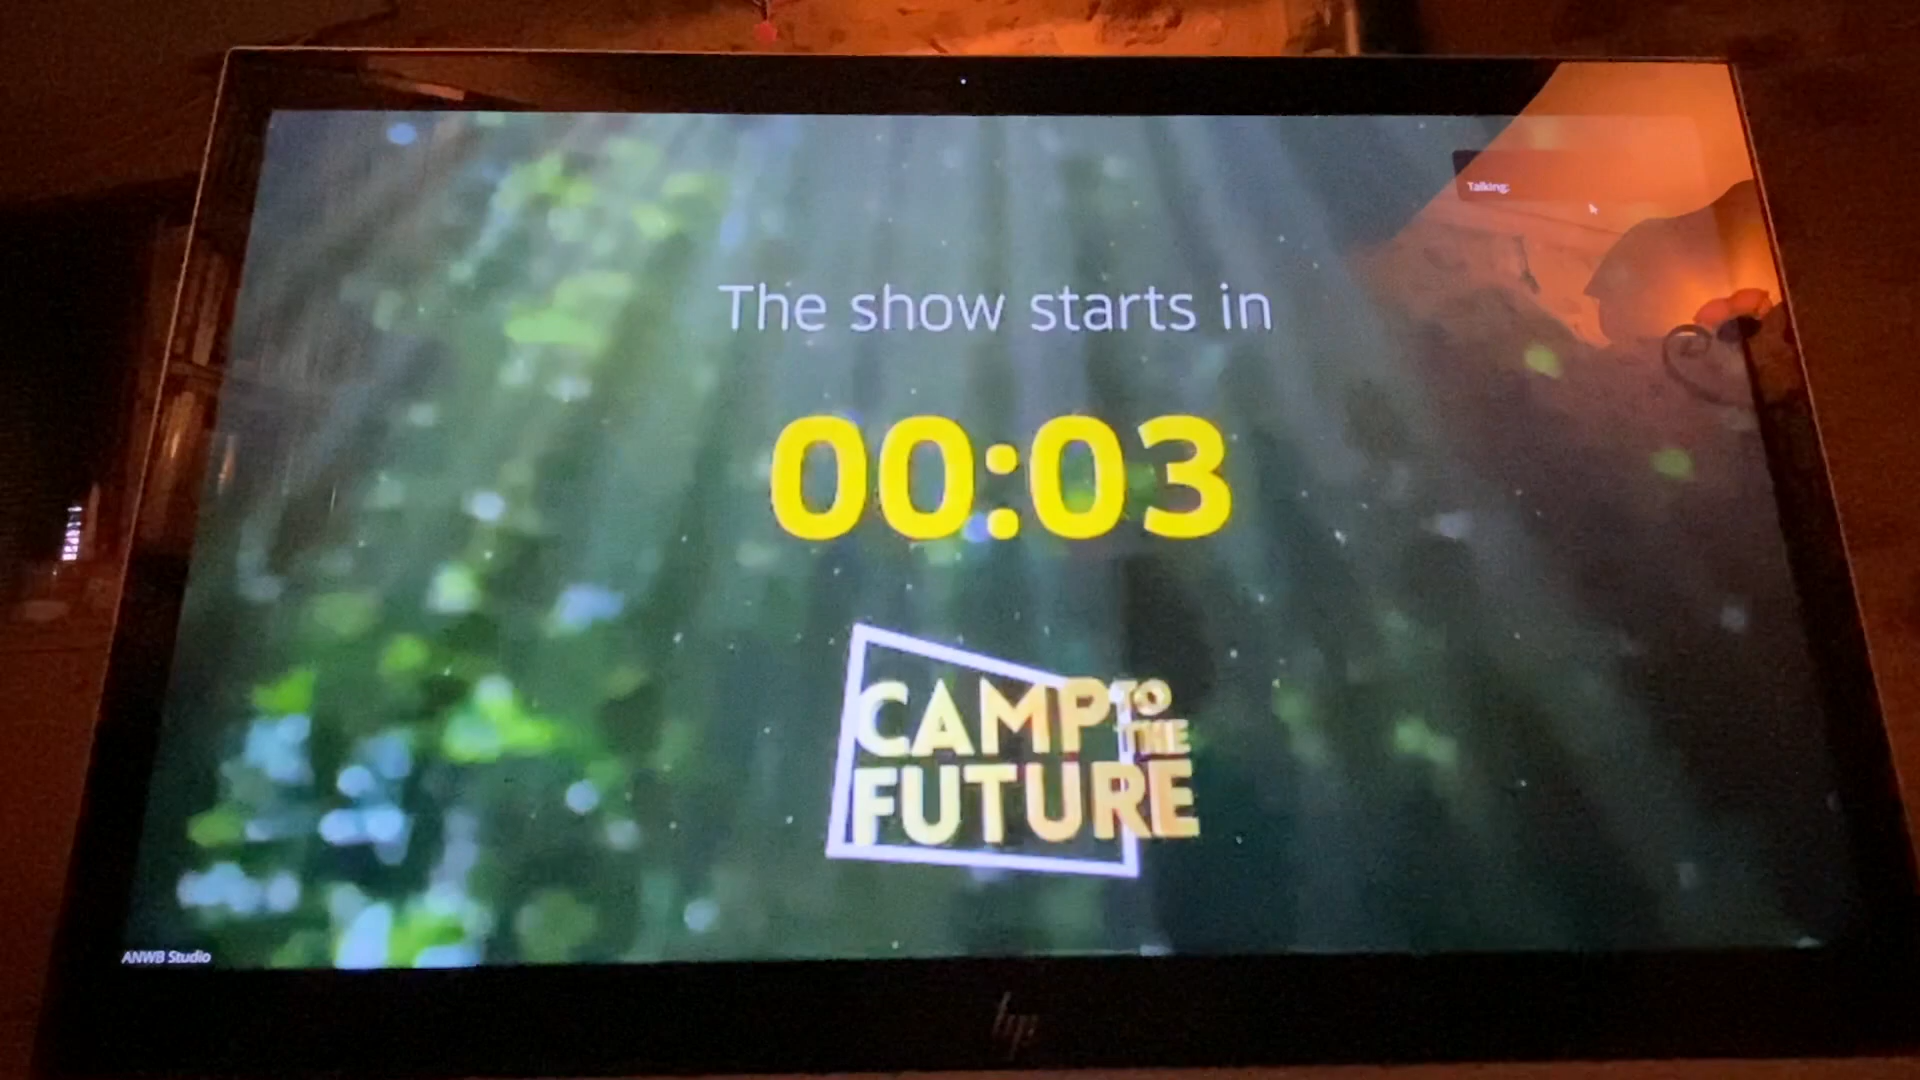 Talking:
The show starts in
00:03
CAMP TO
THE
FUTURE
ANWB Studio
hp